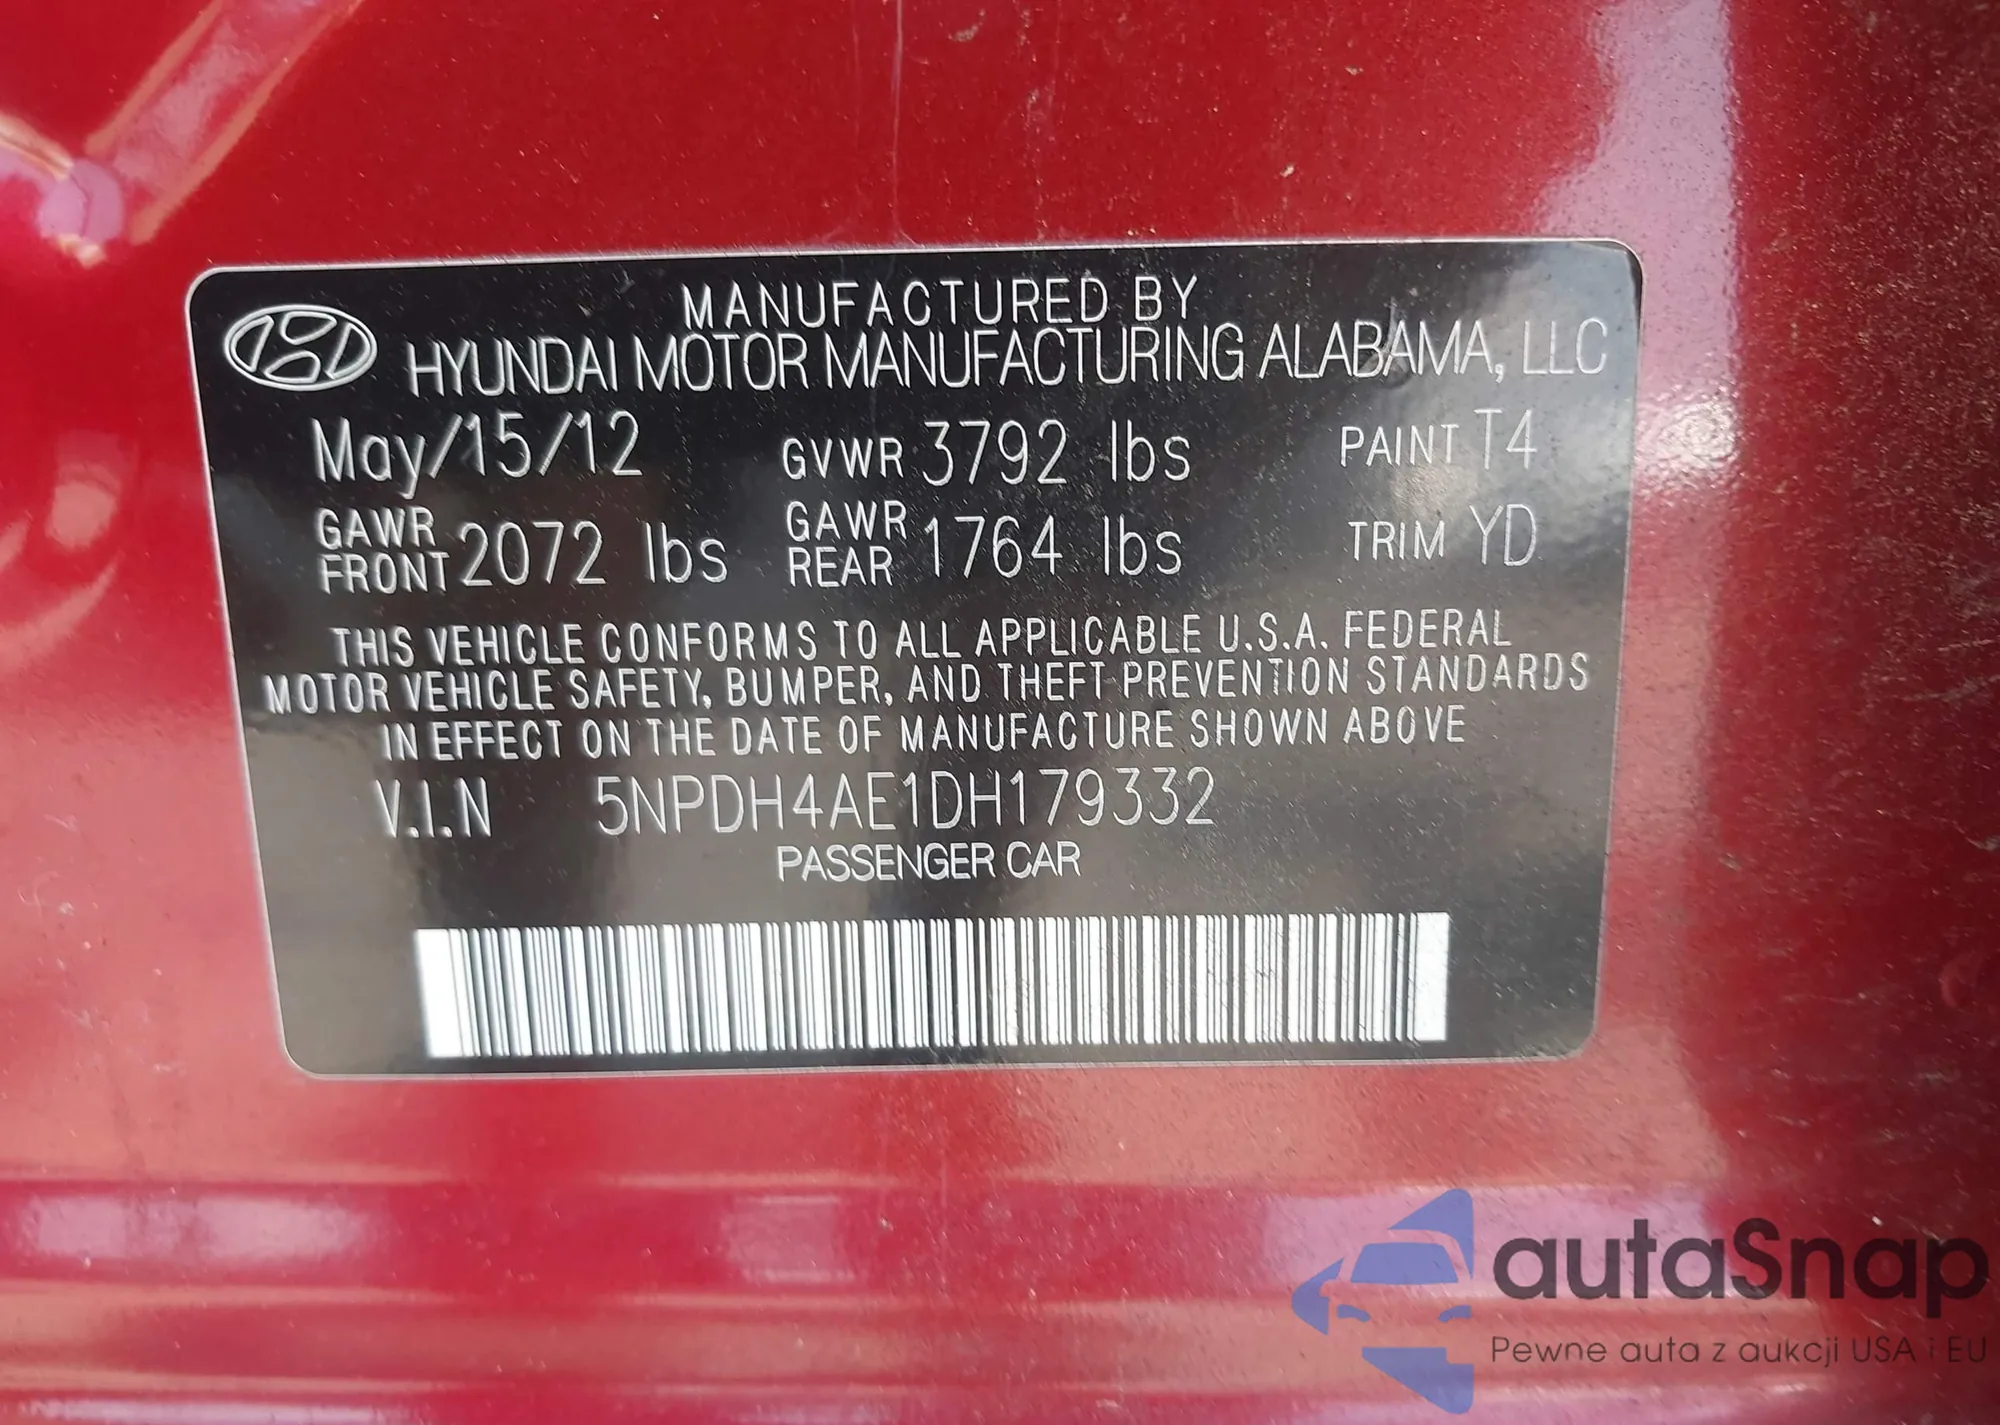 MANUFACTURED BY
HYUNDAI MOTOR MANUFACTURING ALABAMA, LLC
May/15/12 GVWR 3792 lbs PAINT T4
GAWR FRONT 2072 lbs GAWR REAR 1764 lbs TRIM YD
THIS VEHICLE CONFORMS TO ALL APPLICABLE U.S.A. FEDERAL
MOTOR VEHICLE SAFETY, BUMPER, AND THEFT PREVENTION STANDARDS
IN EFFECT ON THE DATE OF MANUFACTURE SHOWN ABOVE
V.I.N 5NPDH4AE1DH179332
PASSENGER CAR
autaSnap
Pewne auta z aukcji USA i EU